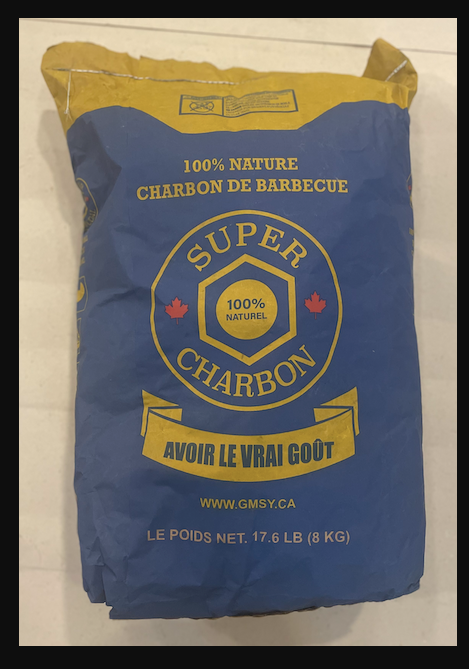 100% NATURE
CHARBON DE BARBECUE
SUPER
100%
NATUREL
CHARBON
AVOIR LE VRAI GOÛT
WWW.GMSY.CA
LE POIDS NET. 17.6 LB (8 KG)